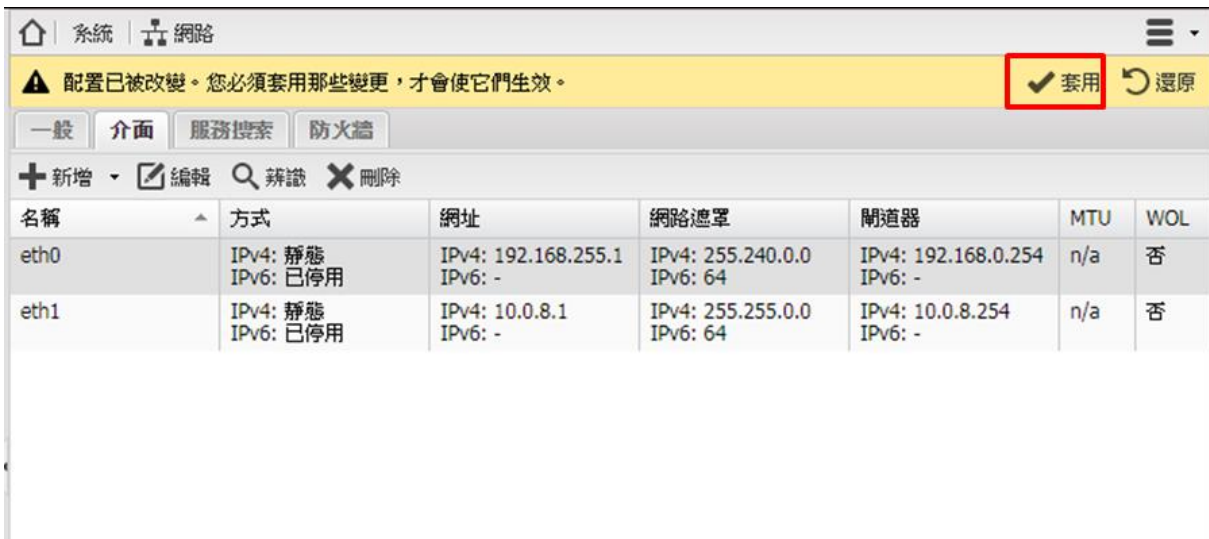 系統 網路
配置已被改變。您必須套用那些變更,才會使它們生效。 套用 還原
一般 介面 服務搜索 防火牆
新增 編輯 辨識 刪除
名稱 方式 網址 網路遮罩 閘道器 MTU WOL
eth0 IPv4: 靜態 IPv4: 192.168.255.1 IPv4: 255.240.0.0 IPv4: 192.168.0.254 n/a 否
IPv6: 已停用 IPv6: - IPv6: 64 IPv6: -
eth1 IPv4: 靜態 IPv4: 10.0.8.1 IPv4: 255.255.0.0 IPv4: 10.0.8.254 n/a 否
IPv6: 已停用 IPv6: - IPv6: 64 IPv6: -